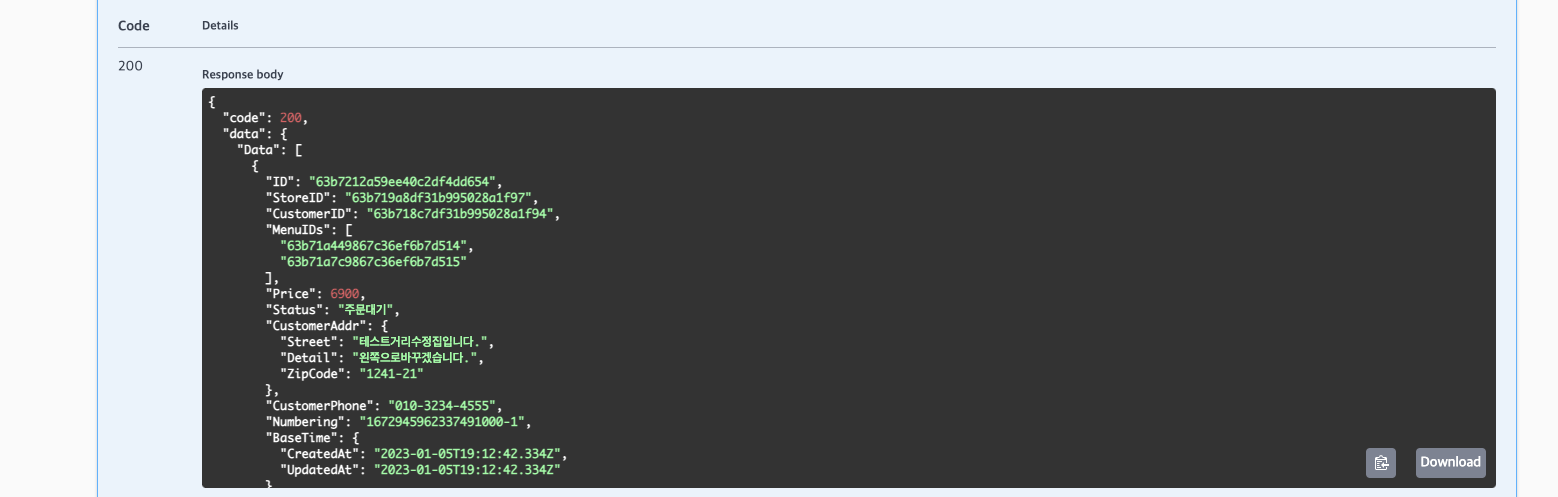 Code Details
200
Response body
{
"code": 200,
"data": {
"Data": [
{
"ID": "63b7212a59ee40c2df4dd654",
"StoreID": "63b719a8df31b995028a1f97",
"CustomerID": "63b718c7df31b995028a1f94",
"MenuIDs": [
"63b71a449867c36ef6b7d514",
"63b71a7c9867c36ef6b7d515"
],
"Price": 6900,
"Status": "주문대기",
"CustomerAddr": {
"Street": "테스트거리수정집입니다.",
"Detail": "왼쪽으로바꾸겠습니다.",
"ZipCode": "1241-21"
},
"CustomerPhone": "010-3234-4555",
"Numbering": "1672945962337491000-1",
"BaseTime": {
"CreatedAt": "2023-01-05T19:12:42.334Z",
"UpdatedAt": "2023-01-05T19:12:42.334Z"
}
Download